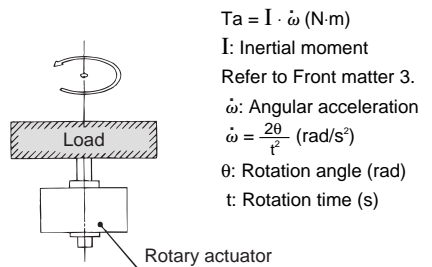 Ta = I · ω̇ (N·m)
I: Inertial moment
Refer to Front matter 3.
ω̇: Angular acceleration
ω̇ = 2θ/t² (rad/s²)
θ: Rotation angle (rad)
t: Rotation time (s)
Load
Rotary actuator